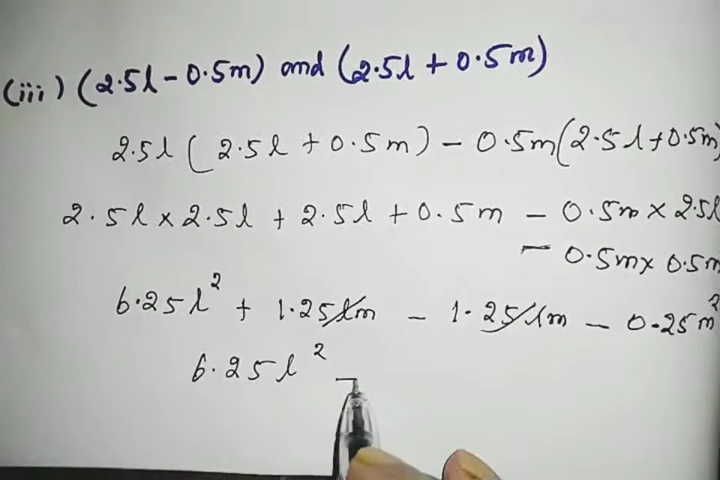 (iii) (2.5l - 0.5m) and (2.5l + 0.5m)
2.5l ( 2.5l + 0.5m) - 0.5m(2.5l+0.5m)
2.5l × 2.5l + 2.5l + 0.5m - 0.5m × 2.5l
- 0.5m× 0.5m
6.25l² + 1.25lm - 1.25lm - 0.25m²
6.25l² -